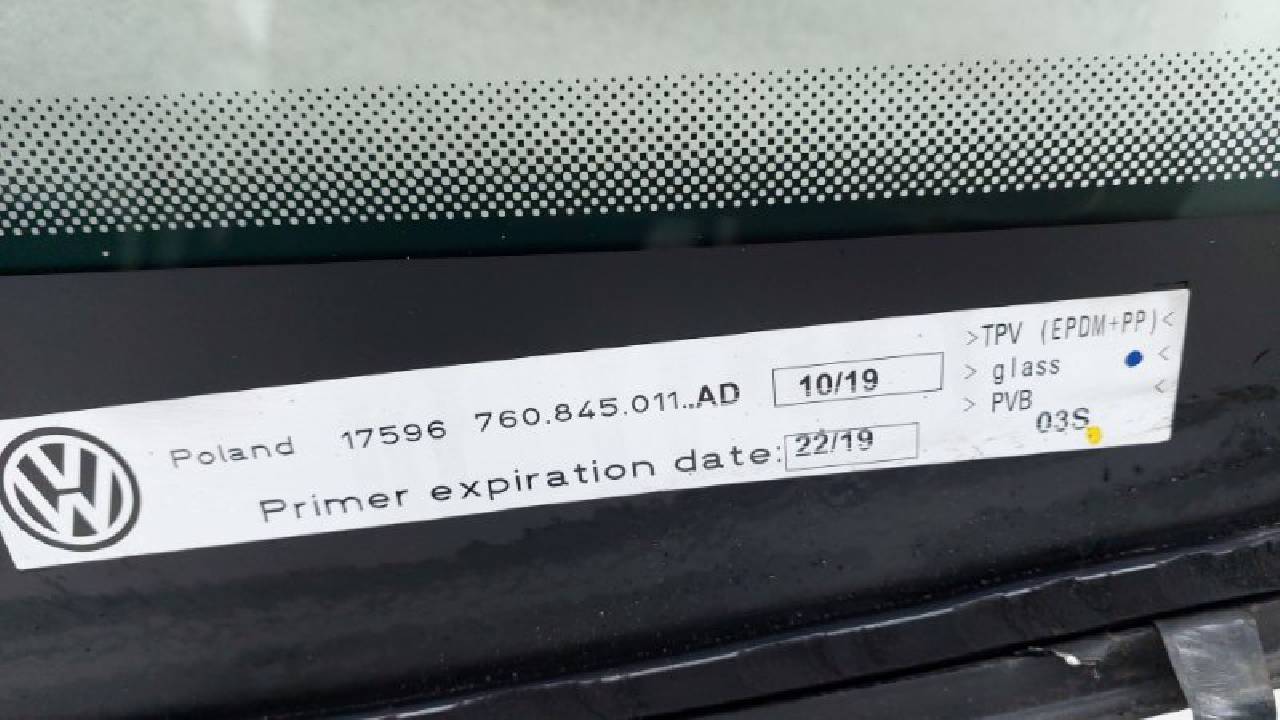 Poland 17596 760.845.011..AD 10/19
Primer expiration date: 22/19
>TPV (EPDM+PP)<
> glass <
> PVB <
03S